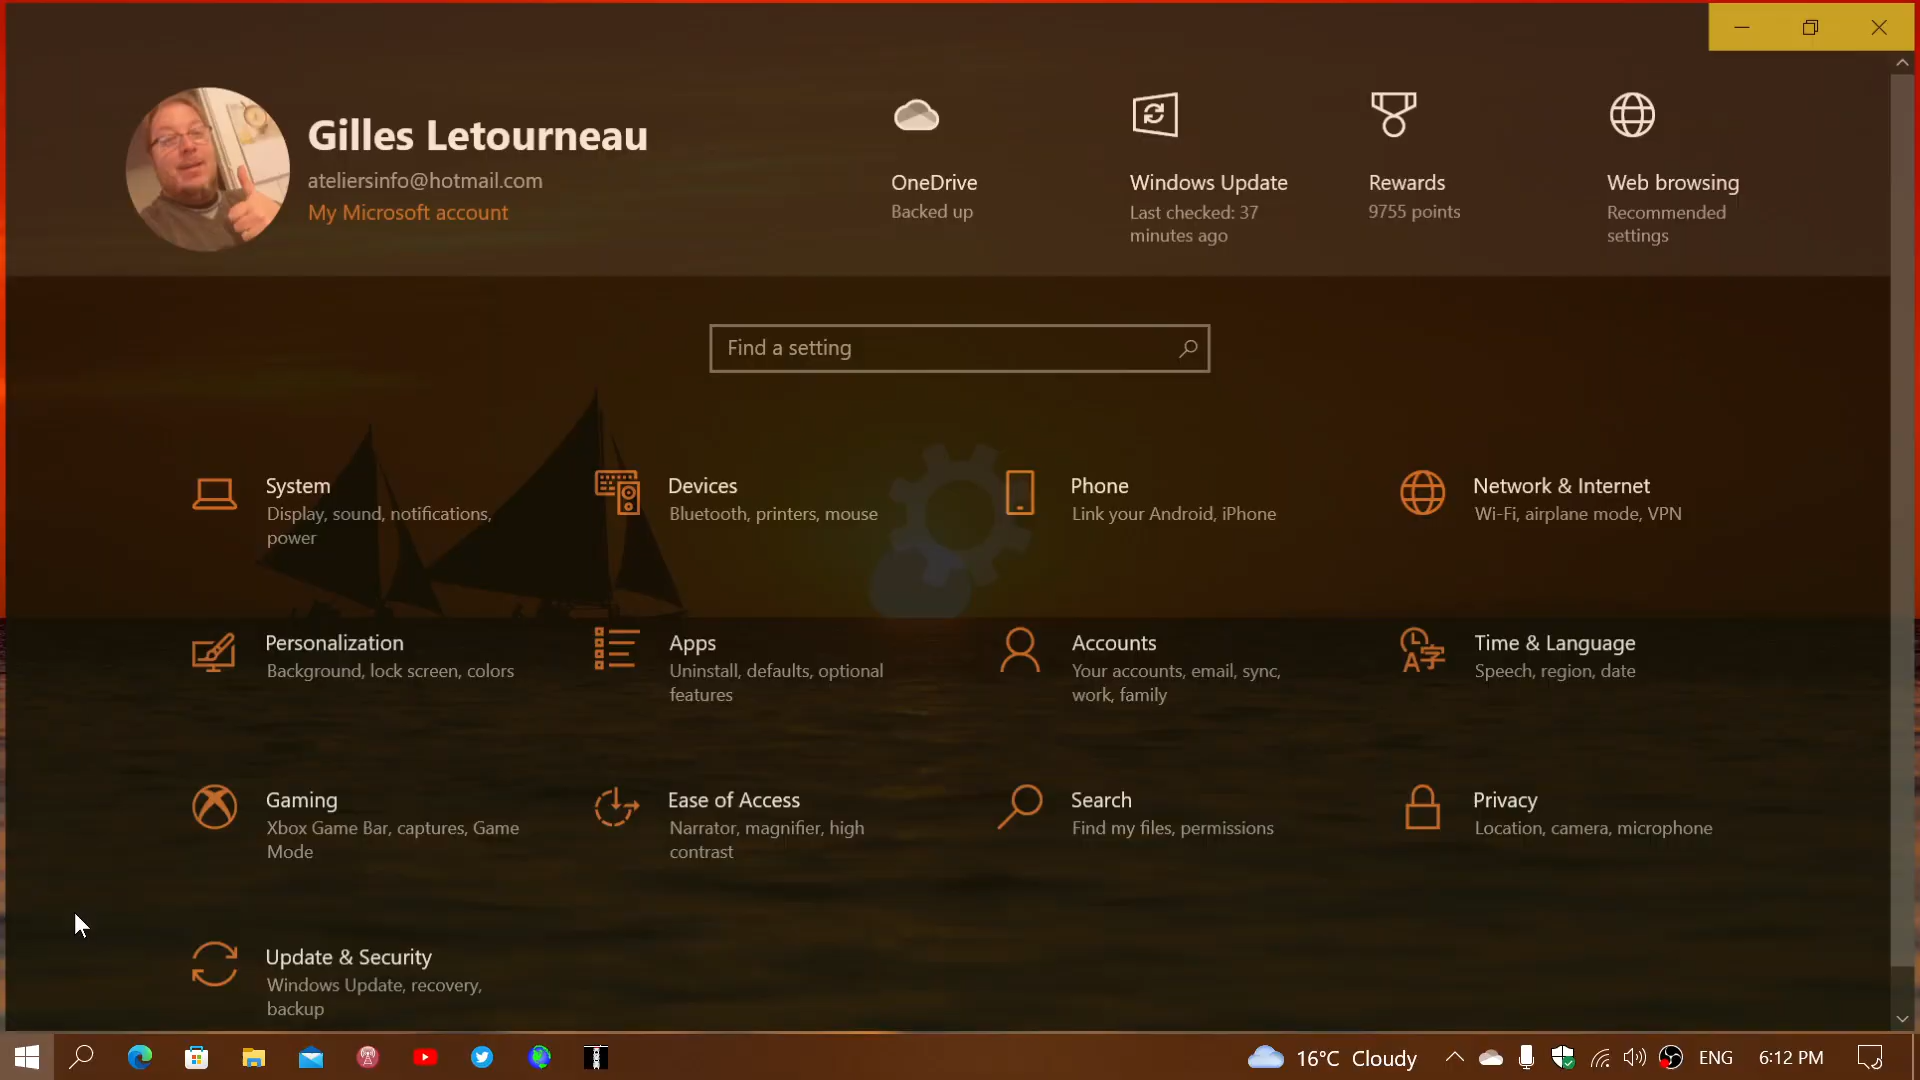 Gilles Letourneau
ateliersinfo@hotmail.com
My Microsoft account
OneDrive
Backed up
Windows Update
Last checked: 37
minutes ago
Rewards
9755 points
Web browsing
Recommended
settings
Find a setting
System
Display, sound, notifications,
power
Devices
Bluetooth, printers, mouse
Phone
Link your Android, iPhone
Network & Internet
Wi-Fi, airplane mode, VPN
Personalization
Background, lock screen, colors
Apps
Uninstall, defaults, optional
features
Accounts
Your accounts, email, sync,
work, family
Time & Language
Speech, region, date
Gaming
Xbox Game Bar, captures, Game
Mode
Ease of Access
Narrator, magnifier, high
contrast
Search
Find my files, permissions
Privacy
Location, camera, microphone
Update & Security
Windows Update, recovery,
backup
16°C Cloudy
ENG
6:12 PM